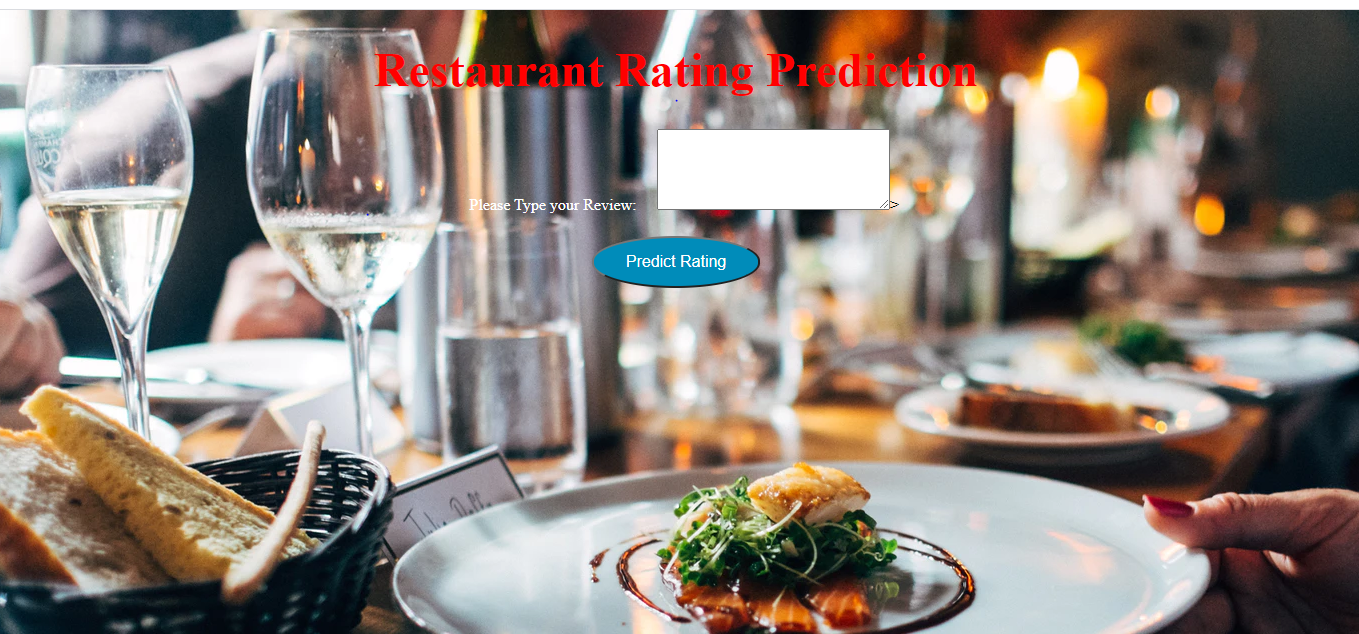 Restaurant Rating Prediction
Please Type your Review: >
Predict Rating